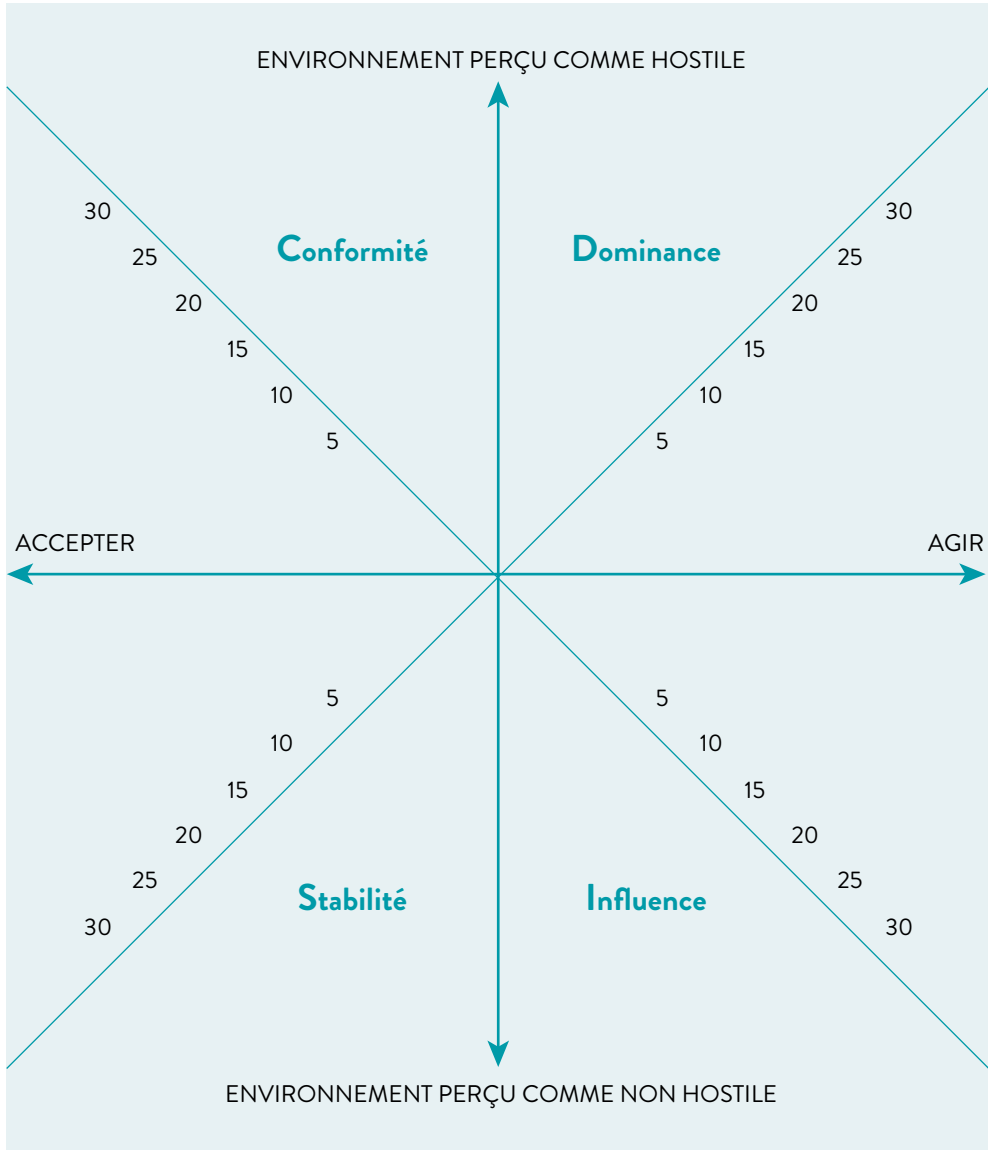 ENVIRONNEMENT PERÇU COMME HOSTILE
30 30
Conformité Dominance
25 25
20 20
15 15
10 10
5 5
ACCEPTER AGIR
5 5
10 10
15 15
20 20
25 25
Stabilité Influence
30 30
ENVIRONNEMENT PERÇU COMME NON HOSTILE